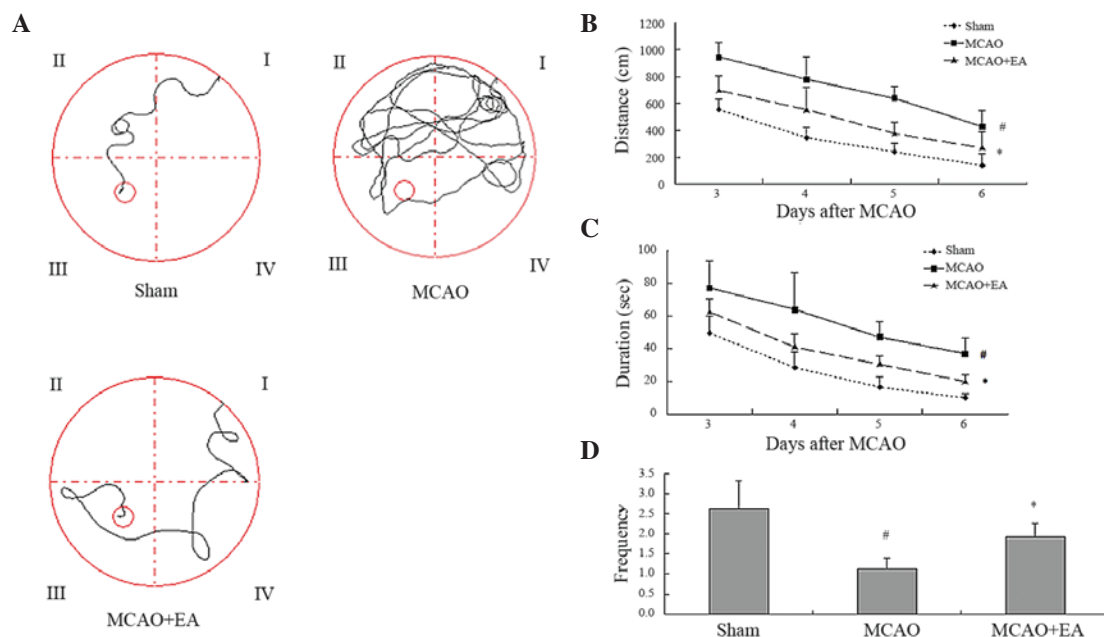 A
II
I
III
IV
Sham
II
I
III
IV
MCAO
II
I
III
IV
MCAO+EA
B
Sham
MCAO
MCAO+EA
1200
1000
800
600
400
200
0
Distance (cm)
#
*
3 4 5 6
Days after MCAO
C
Sham
MCAO
MCAO+EA
100
80
60
40
20
0
Duration (sec)
#
*
3 4 5 6
Days after MCAO
D
3.5
3.0
2.5
2.0
1.5
1.0
0.5
0.0
Frequency
#
*
Sham MCAO MCAO+EA